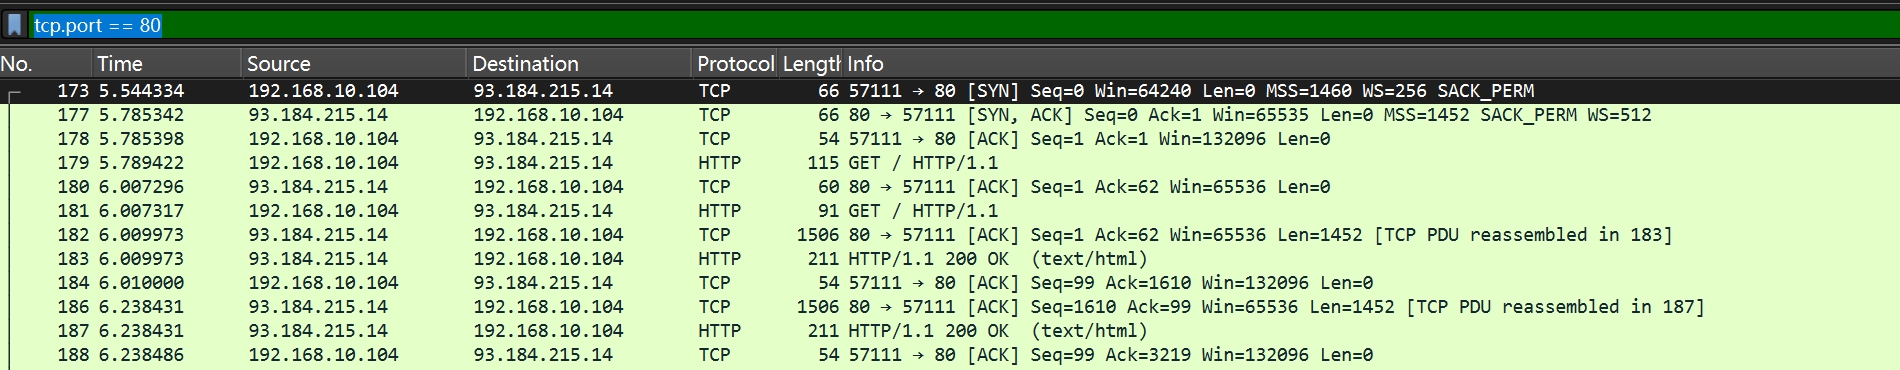 tcp.port == 80
No. Time Source Destination Protocol Length Info
173 5.544334 192.168.10.104 93.184.215.14 TCP 66 57111 → 80 [SYN] Seq=0 Win=64240 Len=0 MSS=1460 WS=256 SACK_PERM
177 5.785342 93.184.215.14 192.168.10.104 TCP 66 80 → 57111 [SYN, ACK] Seq=0 Ack=1 Win=65535 Len=0 MSS=1452 SACK_PERM WS=512
178 5.785398 192.168.10.104 93.184.215.14 TCP 54 57111 → 80 [ACK] Seq=1 Ack=1 Win=132096 Len=0
179 5.789422 192.168.10.104 93.184.215.14 HTTP 115 GET / HTTP/1.1
180 6.007296 93.184.215.14 192.168.10.104 TCP 60 80 → 57111 [ACK] Seq=1 Ack=62 Win=65536 Len=0
181 6.007317 192.168.10.104 93.184.215.14 HTTP 91 GET / HTTP/1.1
182 6.009973 93.184.215.14 192.168.10.104 TCP 1506 80 → 57111 [ACK] Seq=1 Ack=62 Win=65536 Len=1452 [TCP PDU reassembled in 183]
183 6.009973 93.184.215.14 192.168.10.104 HTTP 211 HTTP/1.1 200 OK (text/html)
184 6.010000 192.168.10.104 93.184.215.14 TCP 54 57111 → 80 [ACK] Seq=99 Ack=1610 Win=132096 Len=0
186 6.238431 93.184.215.14 192.168.10.104 TCP 1506 80 → 57111 [ACK] Seq=1610 Ack=99 Win=65536 Len=1452 [TCP PDU reassembled in 187]
187 6.238431 93.184.215.14 192.168.10.104 HTTP 211 HTTP/1.1 200 OK (text/html)
188 6.238486 192.168.10.104 93.184.215.14 TCP 54 57111 → 80 [ACK] Seq=99 Ack=3219 Win=132096 Len=0